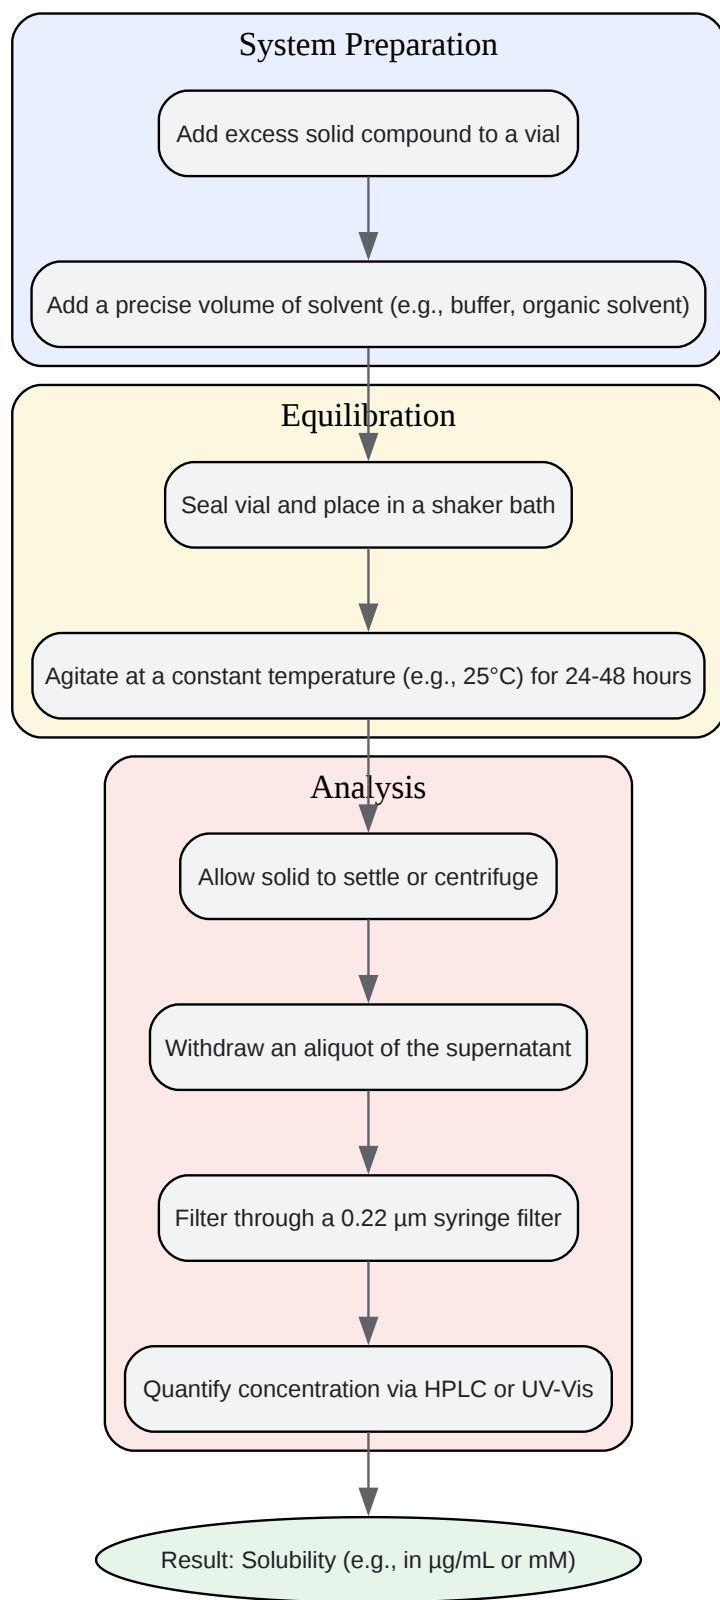 System Preparation
Add excess solid compound to a vial
Add a precise volume of solvent (e.g., buffer, organic solvent)
Equilibration
Seal vial and place in a shaker bath
Agitate at a constant temperature (e.g., 25°C) for 24-48 hours
Analysis
Allow solid to settle or centrifuge
Withdraw an aliquot of the supernatant
Filter through a 0.22 µm syringe filter
Quantify concentration via HPLC or UV-Vis
Result: Solubility (e.g., in µg/mL or mM)